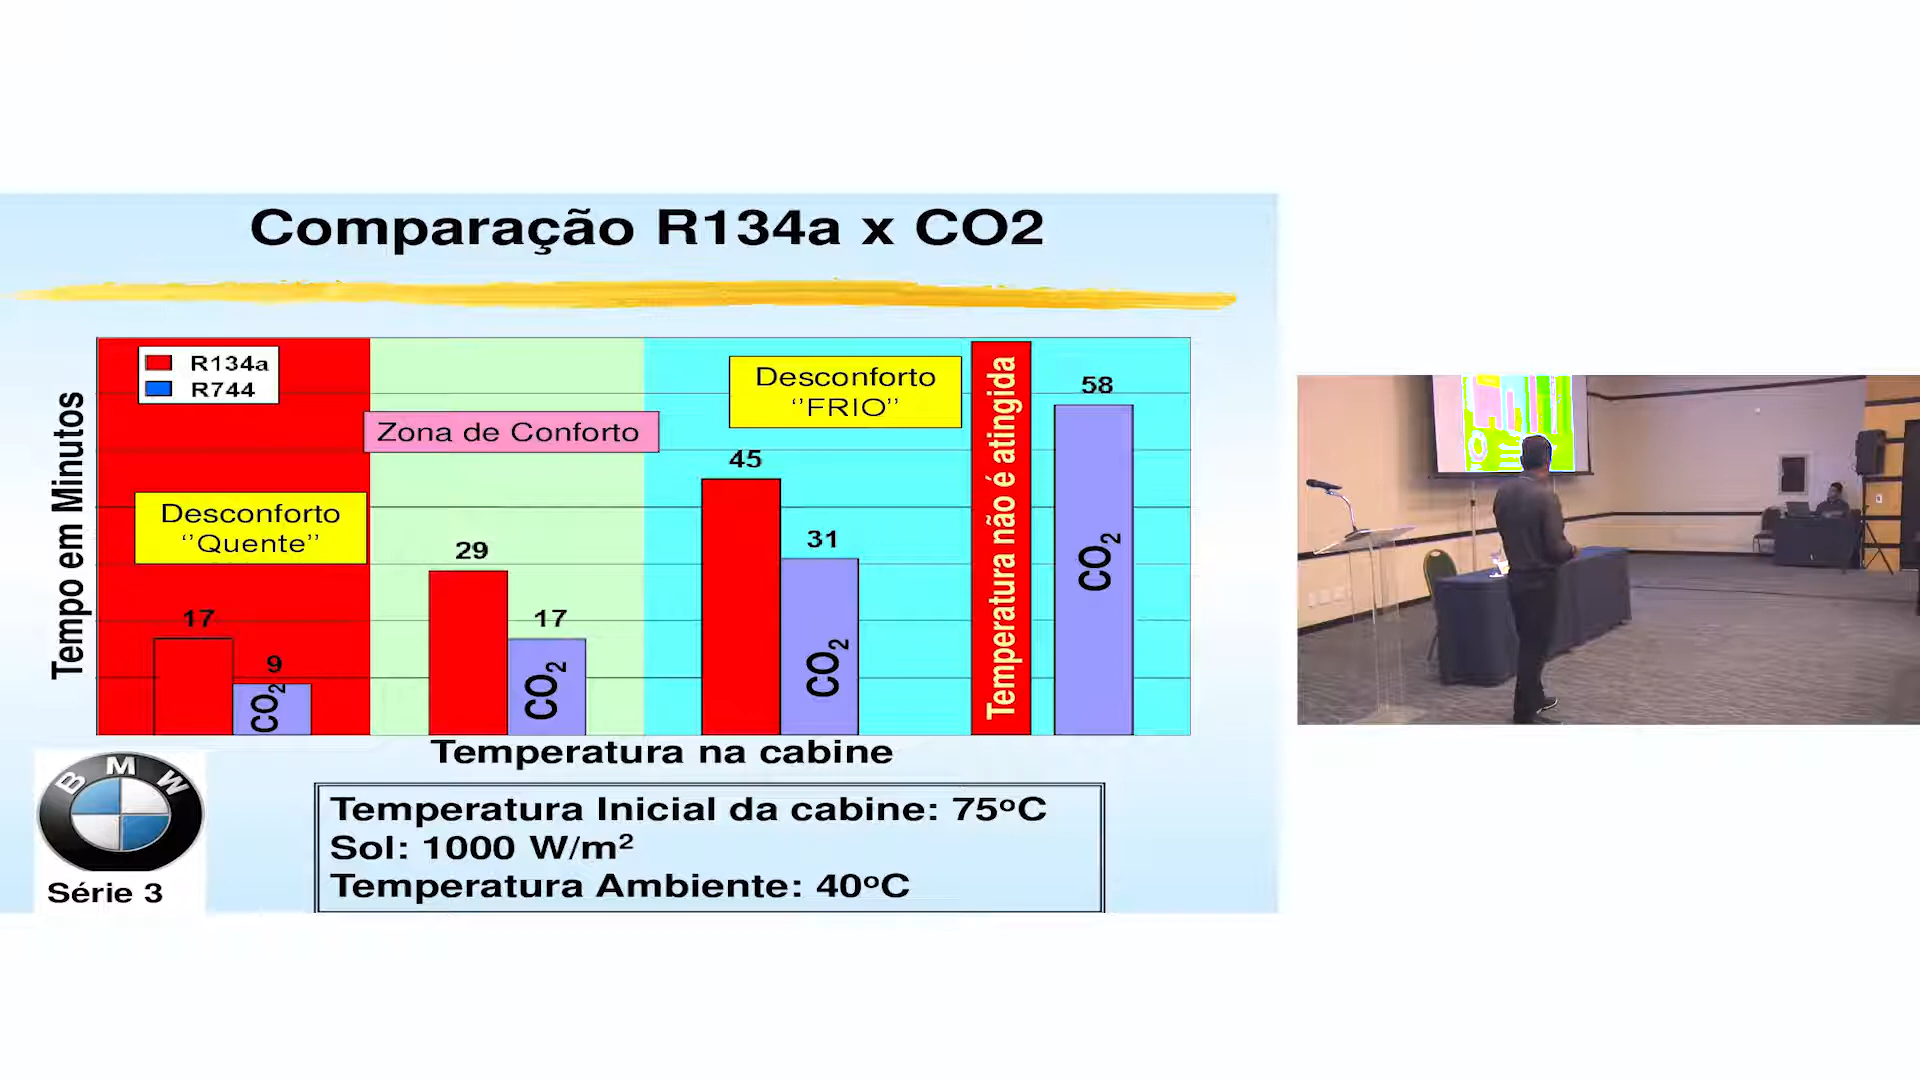 Comparação R134a x CO2
R134a
R744
Desconforto
‘’FRIO’’
Zona de Conforto
Desconforto
‘’Quente’’
Tempo em Minutos
17
9
CO2
29
17
CO2
45
31
CO2
Temperatura não é atingida
58
CO2
Temperatura na cabine
BMW
Série 3
Temperatura Inicial da cabine: 75ºC
Sol: 1000 W/m²
Temperatura Ambiente: 40ºC